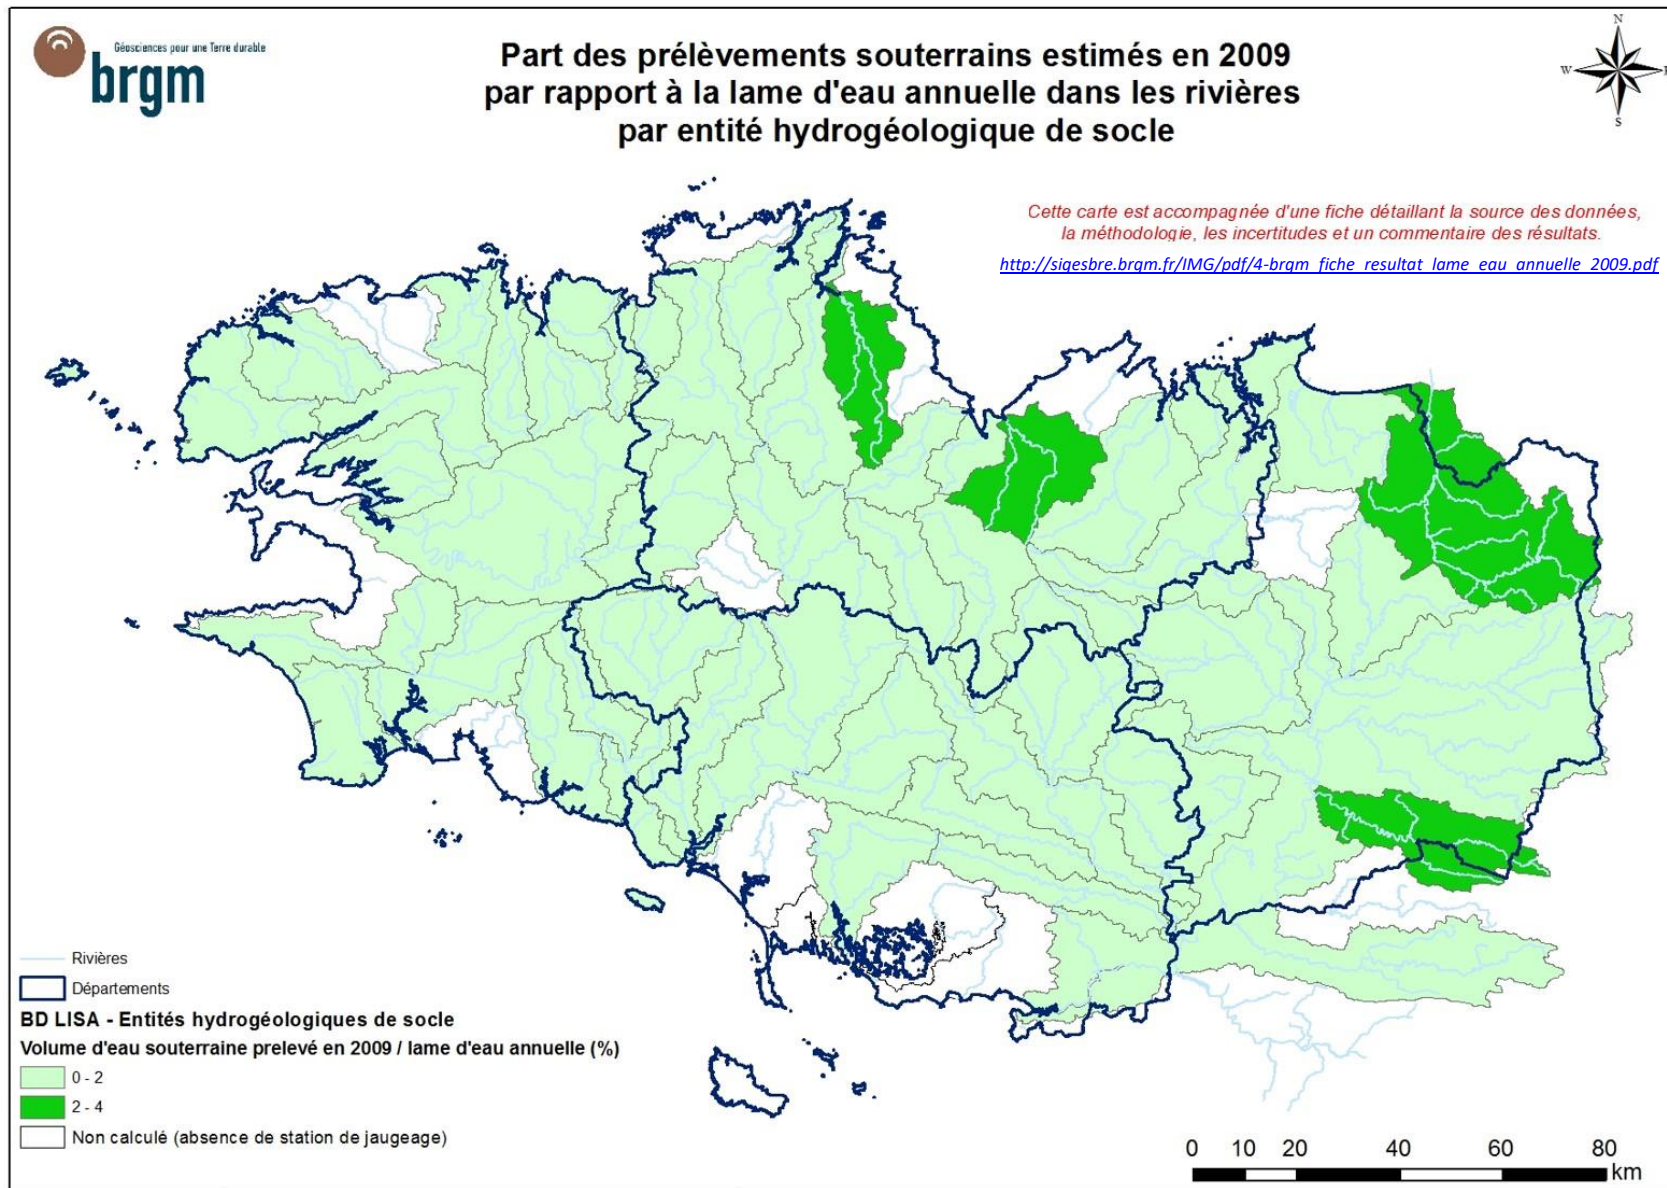 Géosciences pour une Terre durable
brgm
Part des prélèvements souterrains estimés en 2009
par rapport à la lame d'eau annuelle dans les rivières
par entité hydrogéologique de socle
N
W
E
S
Cette carte est accompagnée d'une fiche détaillant la source des données,
la méthodologie, les incertitudes et un commentaire des résultats.
http://sigesbre.brgm.fr/IMG/pdf/4-brgm_fiche_resultat_lame_eau_annuelle_2009.pdf
Rivières
Départements
BD LISA - Entités hydrogéologiques de socle
Volume d'eau souterraine prelevé en 2009 / lame d'eau annuelle (%)
0 - 2
2 - 4
Non calculé (absence de station de jaugeage)
0 10 20 40 60 80
km